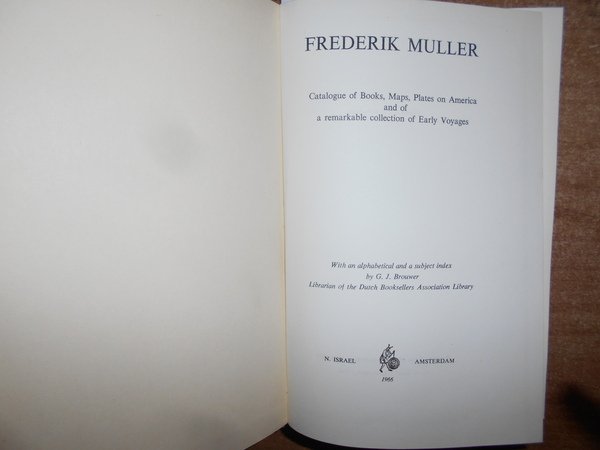 FREDERIK MULLER
Catalogue of Books, Maps, Plates on America
and of
a remarkable collection of Early Voyages
With an alphabetical and a subject index
by G. J. Brouwer
Librarian of the Dutch Booksellers Association Library
N. ISRAEL AMSTERDAM
1966